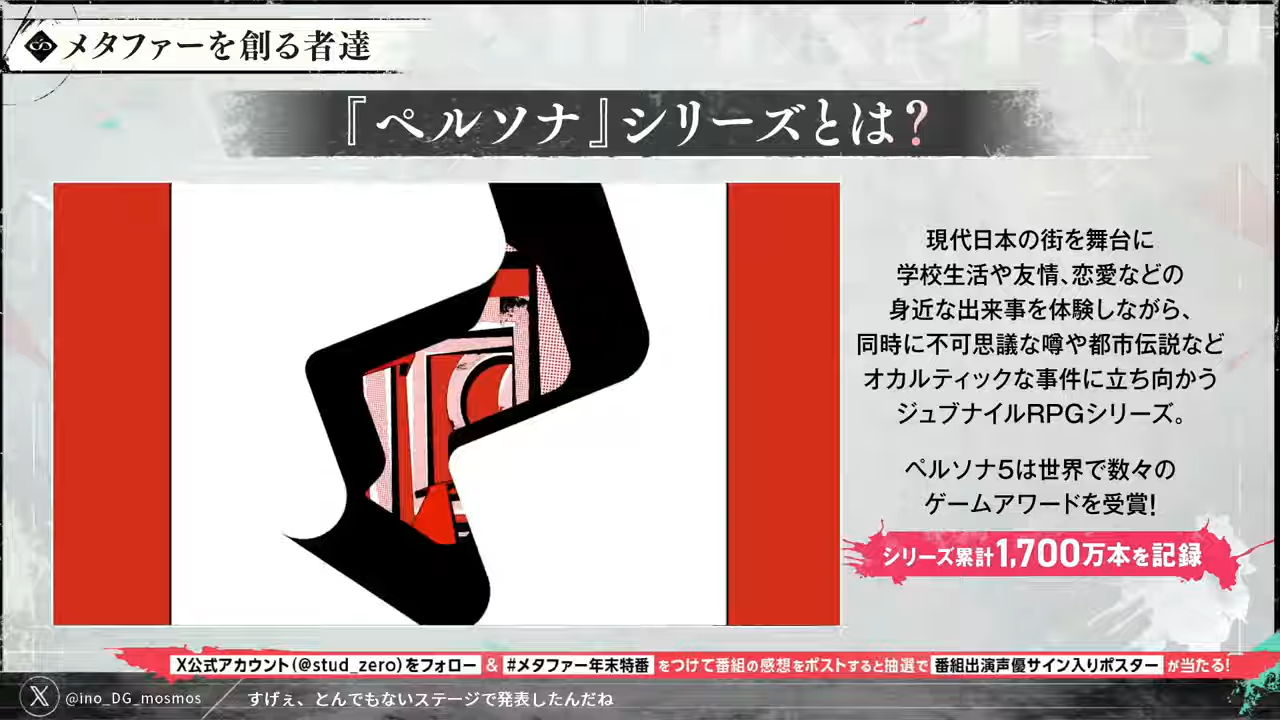 メタファーを創る者達
『ペルソナ』シリーズとは?
現代日本の街を舞台に
学校生活や友情、恋愛などの
身近な出来事を体験しながら、
同時に不可思議な噂や都市伝説など
オカルティックな事件に立ち向かう
ジュブナイルRPGシリーズ。
ペルソナ5は世界で数々の
ゲームアワードを受賞!
シリーズ累計1,700万本を記録
X公式アカウント(@stud_zero)をフォロー & #メタファー年末特番 をつけて番組の感想をポストすると抽選で 番組出演声優サイン入りポスター が当たる!
@ino_DG_mosmos すげぇ、とんでもないステージで発表したんだね